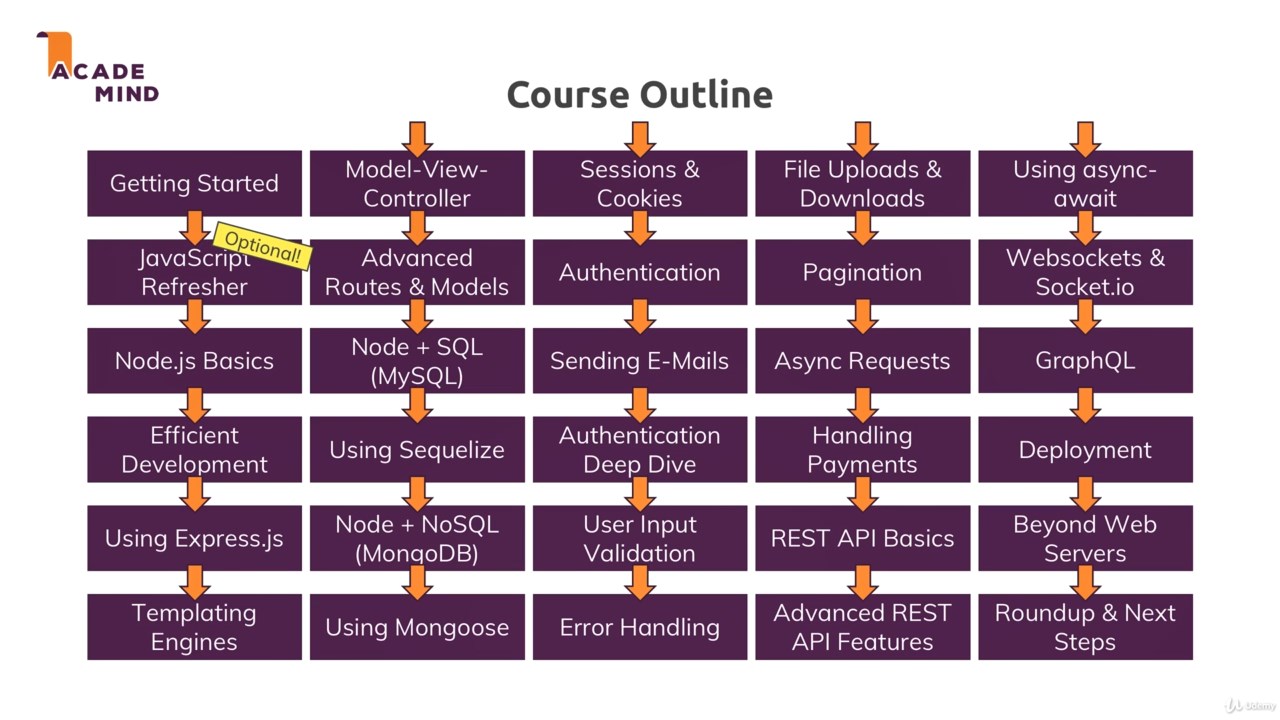 ACADE
MIND
Course Outline
Getting Started
Optional!
JavaScript
Refresher
Node.js Basics
Efficient
Development
Using Express.js
Templating
Engines
Model-View-
Controller
Advanced
Routes & Models
Node + SQL
(MySQL)
Using Sequelize
Node + NoSQL
(MongoDB)
Using Mongoose
Sessions &
Cookies
Authentication
Sending E-Mails
Authentication
Deep Dive
User Input
Validation
Error Handling
File Uploads &
Downloads
Pagination
Async Requests
Handling
Payments
REST API Basics
Advanced REST
API Features
Using async-
await
Websockets &
Socket.io
GraphQL
Deployment
Beyond Web
Servers
Roundup & Next
Steps
Udemy